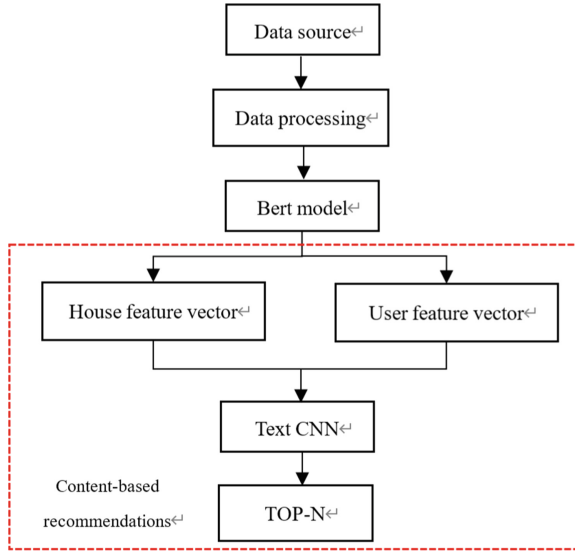 Data source↵
Data processing↵
Bert model↵
House feature vector↵
User feature vector↵
Text CNN↵
Content-based
recommendations↵
TOP-N↵